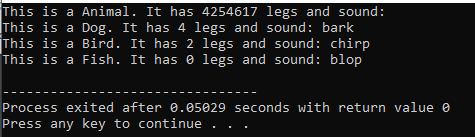 This is a Animal. It has 4254617 legs and sound:
This is a Dog. It has 4 legs and sound: bark
This is a Bird. It has 2 legs and sound: chirp
This is a Fish. It has 0 legs and sound: blop
--------------------------------
Process exited after 0.05029 seconds with return value 0
Press any key to continue . . .